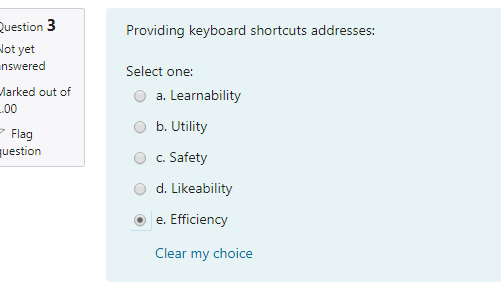 Question 3
Not yet
answered
Marked out of
.00
Flag
question
Providing keyboard shortcuts addresses:
Select one:
a. Learnability
b. Utility
c. Safety
d. Likeability
e. Efficiency
Clear my choice